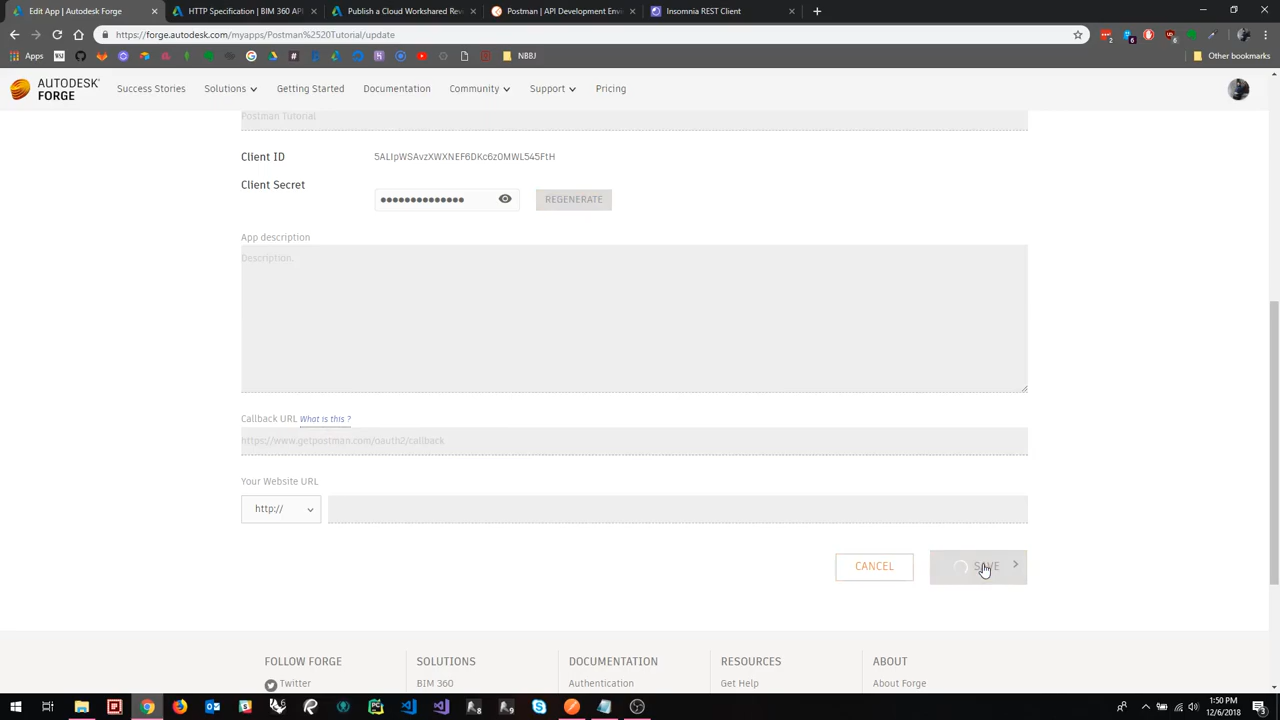 Edit App | Autodesk Forge
HTTP Specification | BIM 360 API
Publish a Cloud Workshared Rev
Postman | API Development Envi
Insomnia REST Client
https://forge.autodesk.com/myapps/Postman%2520Tutorial/update
Apps
N88J
Other bookmarks
AUTODESK
FORGE
Success Stories
Solutions
Getting Started
Documentation
Community
Support
Pricing
Postman Tutorial
Client ID
5ALIpWSAvzXWXNEF6DKc6z0MWL545FtH
Client Secret
REGENERATE
App description
Description.
Callback URL What is this ?
https://www.getpostman.com/oauth2/callback
Your Website URL
http://
CANCEL
SAVE
FOLLOW FORGE
SOLUTIONS
DOCUMENTATION
RESOURCES
ABOUT
Twitter
BIM 360
Authentication
Get Help
About Forge
1:50 PM
12/6/2018